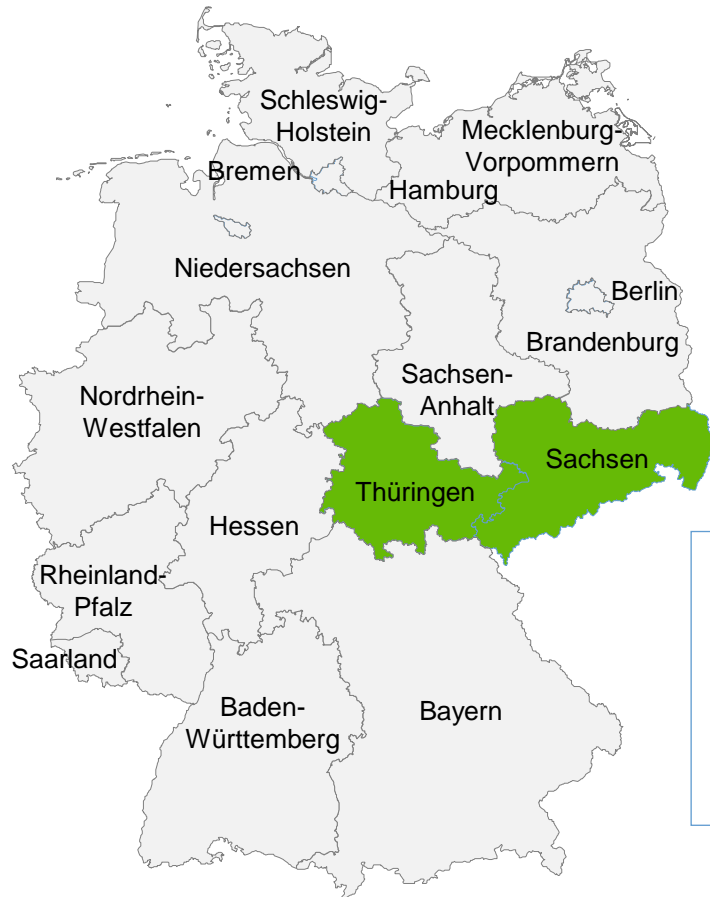 Schleswig-
Holstein
Mecklenburg-
Vorpommern
Bremen
Hamburg
Niedersachsen
Berlin
Brandenburg
Sachsen-
Anhalt
Nordrhein-
Westfalen
Sachsen
Thüringen
Hessen
Rheinland-
Pfalz
Saarland
Baden-
Württemberg
Bayern